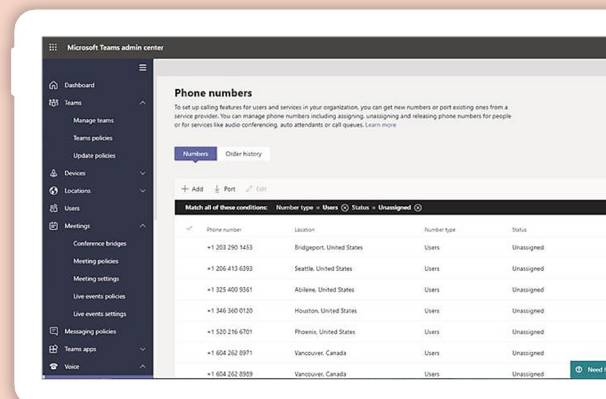 Microsoft Teams admin center
Dashboard
Teams
Manage teams
Teams policies
Update policies
Devices
Locations
Users
Meetings
Conference bridges
Meeting policies
Meeting settings
Live events policies
Live events settings
Messaging policies
Teams apps
Voice
Phone numbers
To set up calling features for users and services in your organization, you can get new numbers or port existing ones from a
service provider. You can manage phone numbers including assigning, unassigning and releasing phone numbers for people
or for services like audio conferencing, auto attendants or call queues. Learn more
Numbers Order history
+ Add Port Edit
Match all of these conditions: Number type = Users Status = Unassigned
Phone number Location Number type Status
+1 203 290 1453 Bridgeport, United States Users Unassigned
+1 206 413 6393 Seattle, United States Users Unassigned
+1 325 400 9361 Abilene, United States Users Unassigned
+1 346 360 0120 Houston, United States Users Unassigned
+1 520 216 6701 Phoenix, United States Users Unassigned
+1 604 262 8971 Vancouver, Canada Users Unassigned
+1 604 262 8989 Vancouver, Canada Users Unassigned
Need